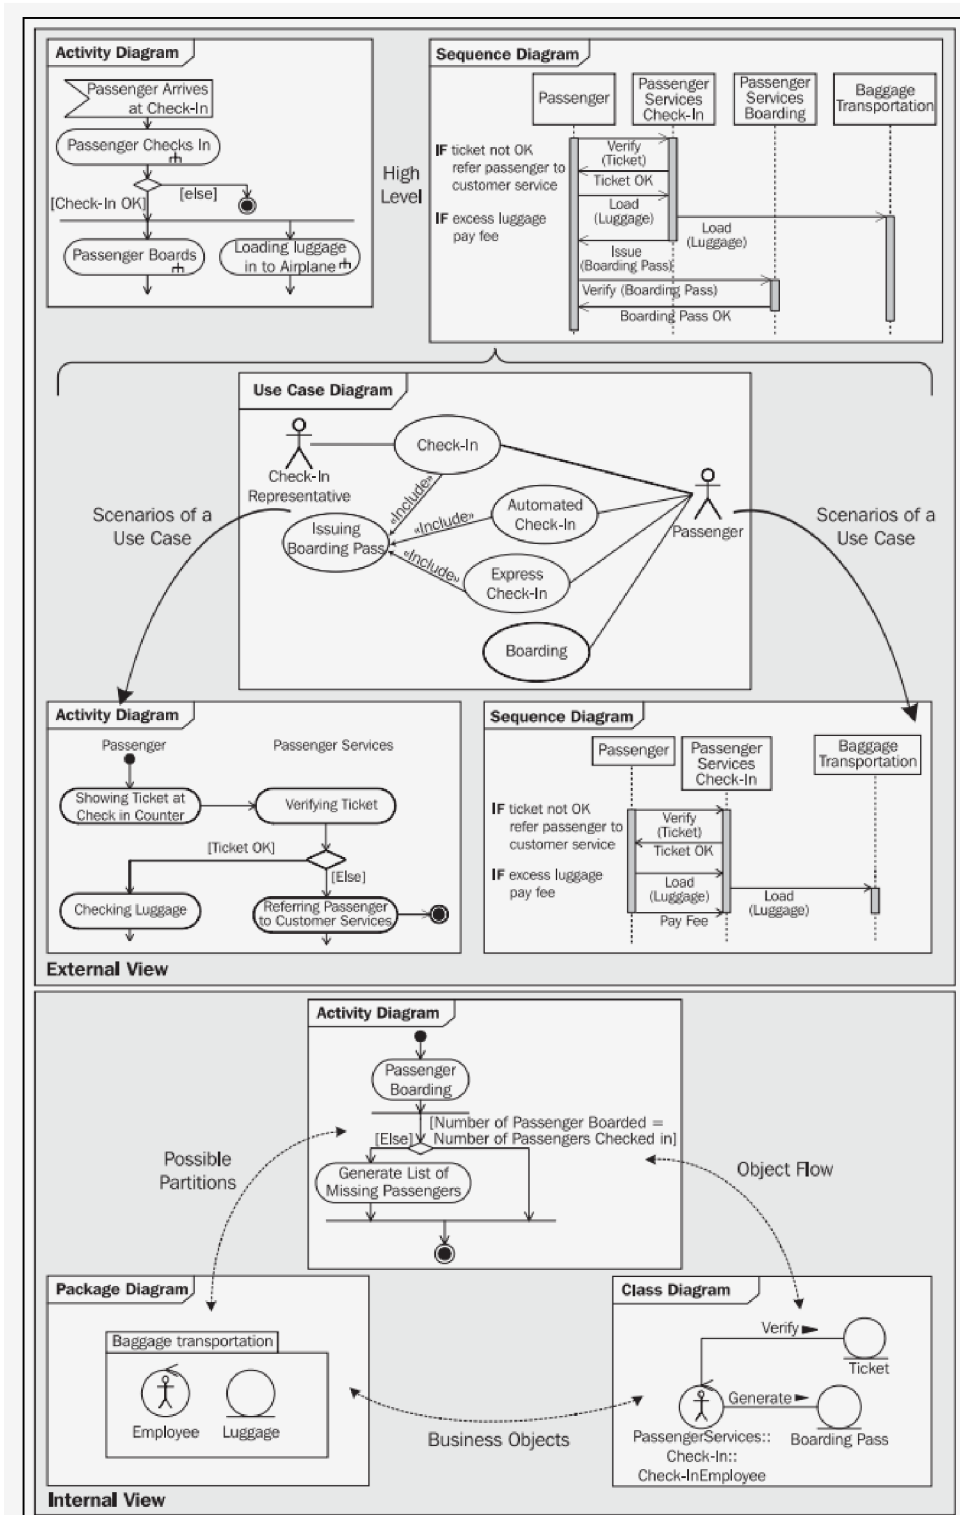 Activity Diagram
Passenger Arrives
at Check-In
Passenger Checks In
[Check-In OK]
[else]
Passenger Boards
Loading luggage
in to Airplane
High
Level
Sequence Diagram
Passenger
Passenger
Services
Check-In
Passenger
Services
Boarding
Baggage
Transportation
IF ticket not OK
refer passenger to
customer service
IF excess luggage
pay fee
Verify
(Ticket)
Ticket OK
Load
(Luggage)
Load
(Luggage)
Issue
(Boarding Pass)
Verify (Boarding Pass)
Boarding Pass OK
Use Case Diagram
Check-In
Representative
Check-In
«Include»
Issuing
Boarding Pass
«Include»
Automated
Check-In
«Include»
Express
Check-In
Boarding
Passenger
Scenarios of a
Use Case
Scenarios of a
Use Case
Activity Diagram
Passenger
Passenger Services
Showing Ticket at
Check in Counter
Verifying Ticket
[Ticket OK]
[Else]
Checking Luggage
Referring Passenger
to Customer Services
Sequence Diagram
Passenger
Passenger
Services
Check-In
Baggage
Transportation
IF ticket not OK
refer passenger to
customer service
IF excess luggage
pay fee
Verify
(Ticket)
Ticket OK
Load
(Luggage)
Load
(Luggage)
Pay Fee
External View
Activity Diagram
Passenger
Boarding
[Number of Passenger Boarded =
Number of Passengers Checked in]
[Else]
Generate List of
Missing Passengers
Possible
Partitions
Object Flow
Package Diagram
Baggage transportation
Employee
Luggage
Business Objects
Class Diagram
Verify
Ticket
Generate
Boarding Pass
PassengerServices::
Check-In::
Check-InEmployee
Internal View